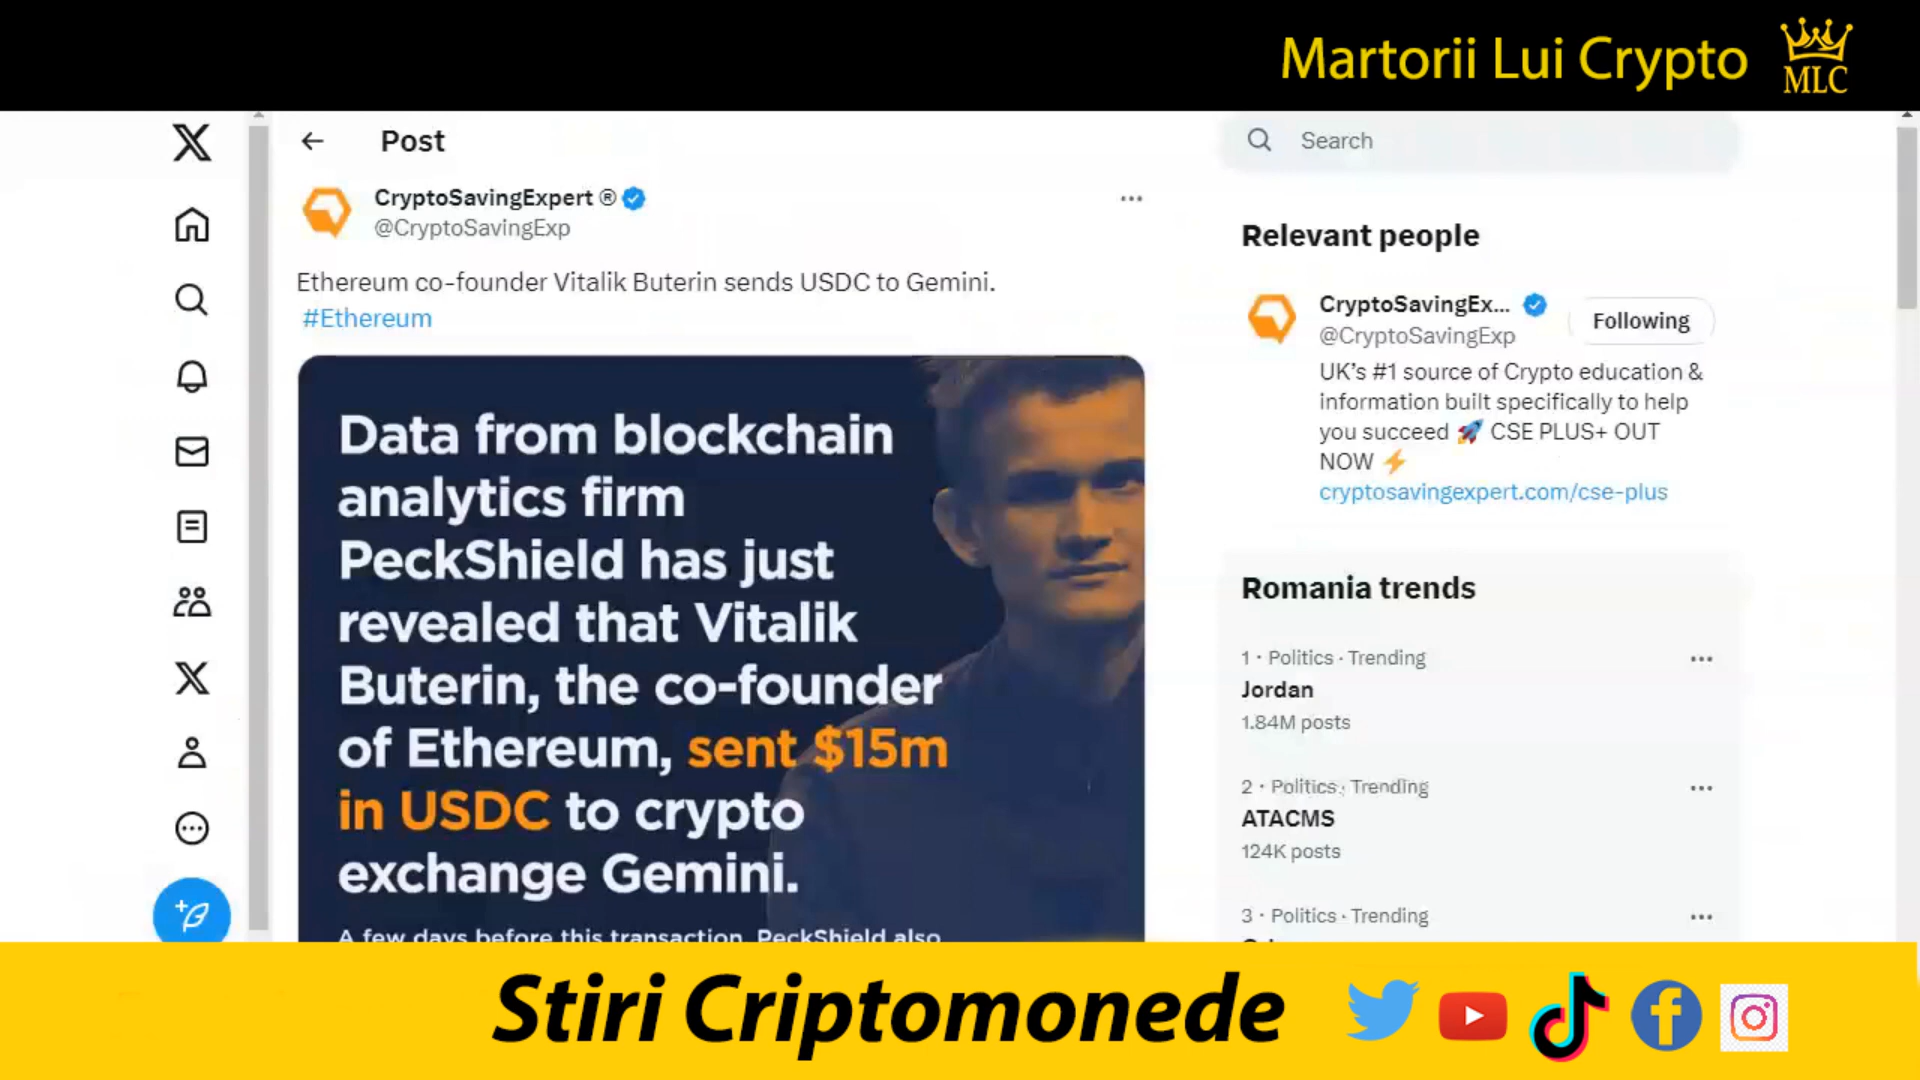 Martorii Lui Crypto
MLC
Post
Search
CryptoSavingExpert ®
@CryptoSavingExp
Ethereum co-founder Vitalik Buterin sends USDC to Gemini.
#Ethereum
Data from blockchain
analytics firm
PeckShield has just
revealed that Vitalik
Buterin, the co-founder
of Ethereum, sent $15m
in USDC to crypto
exchange Gemini.
A few days before this transaction, PeckShield also
Relevant people
CryptoSavingEx...
@CryptoSavingExp
Following
UK's #1 source of Crypto education &
information built specifically to help
you succeed 🚀 CSE PLUS+ OUT
NOW ⚡
cryptosavingexpert.com/cse-plus
Romania trends
1 · Politics · Trending
Jordan
1.84M posts
2 · Politics · Trending
ATACMS
124K posts
3 · Politics · Trending
Stiri Criptomonede